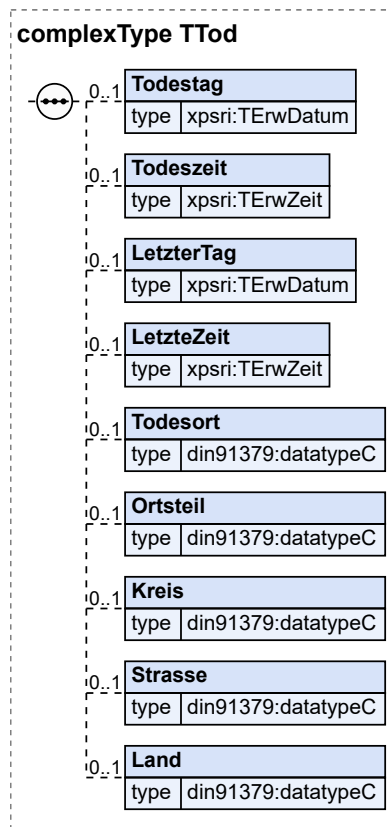 complexType TTod
0..1 Todestag
type xpsri:TErwDatum
0..1 Todeszeit
type xpsri:TErwZeit
0..1 LetzterTag
type xpsri:TErwDatum
0..1 LetzteZeit
type xpsri:TErwZeit
0..1 Todesort
type din91379:datatypeC
0..1 Ortsteil
type din91379:datatypeC
0..1 Kreis
type din91379:datatypeC
0..1 Strasse
type din91379:datatypeC
0..1 Land
type din91379:datatypeC